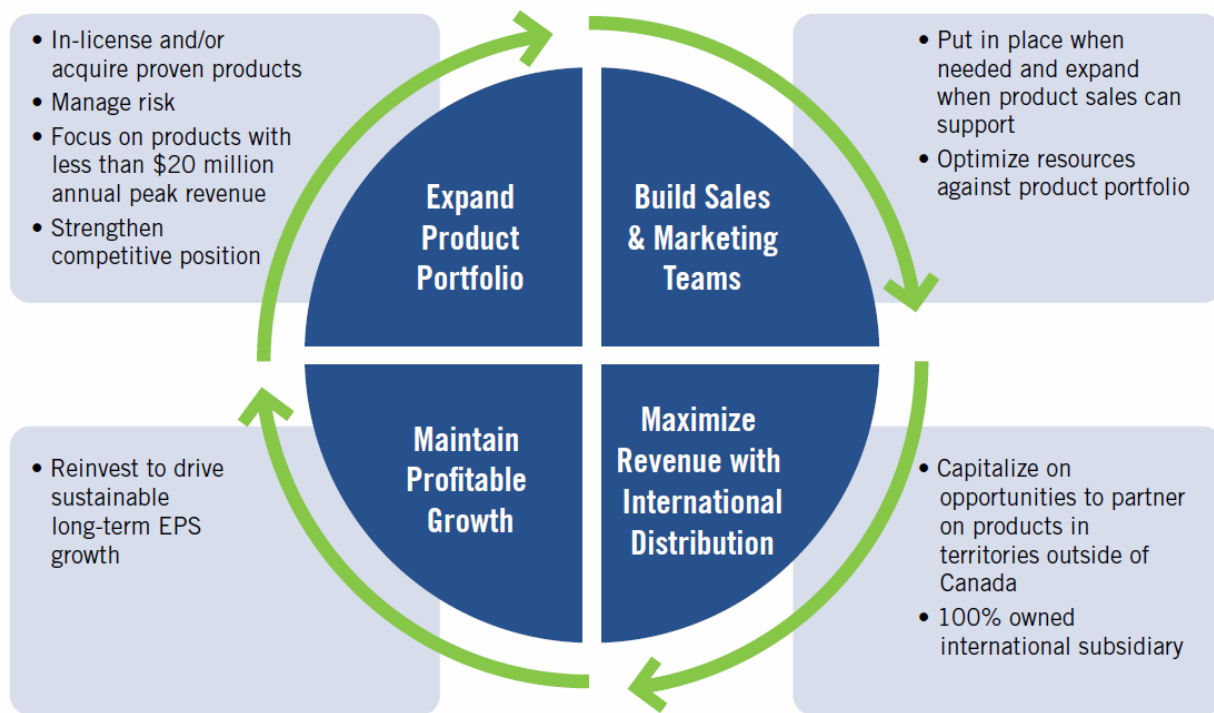 • In-license and/or
acquire proven products
• Manage risk
• Focus on products with
less than $20 million
annual peak revenue
• Strengthen
competitive position
Expand
Product
Portfolio
Build Sales
& Marketing
Teams
• Put in place when
needed and expand
when product sales can
support
• Optimize resources
against product portfolio
• Reinvest to drive
sustainable
long-term EPS
growth
Maintain
Profitable
Growth
Maximize
Revenue with
International
Distribution
• Capitalize on
opportunities to partner
on products in
territories outside of
Canada
• 100% owned
international subsidiary